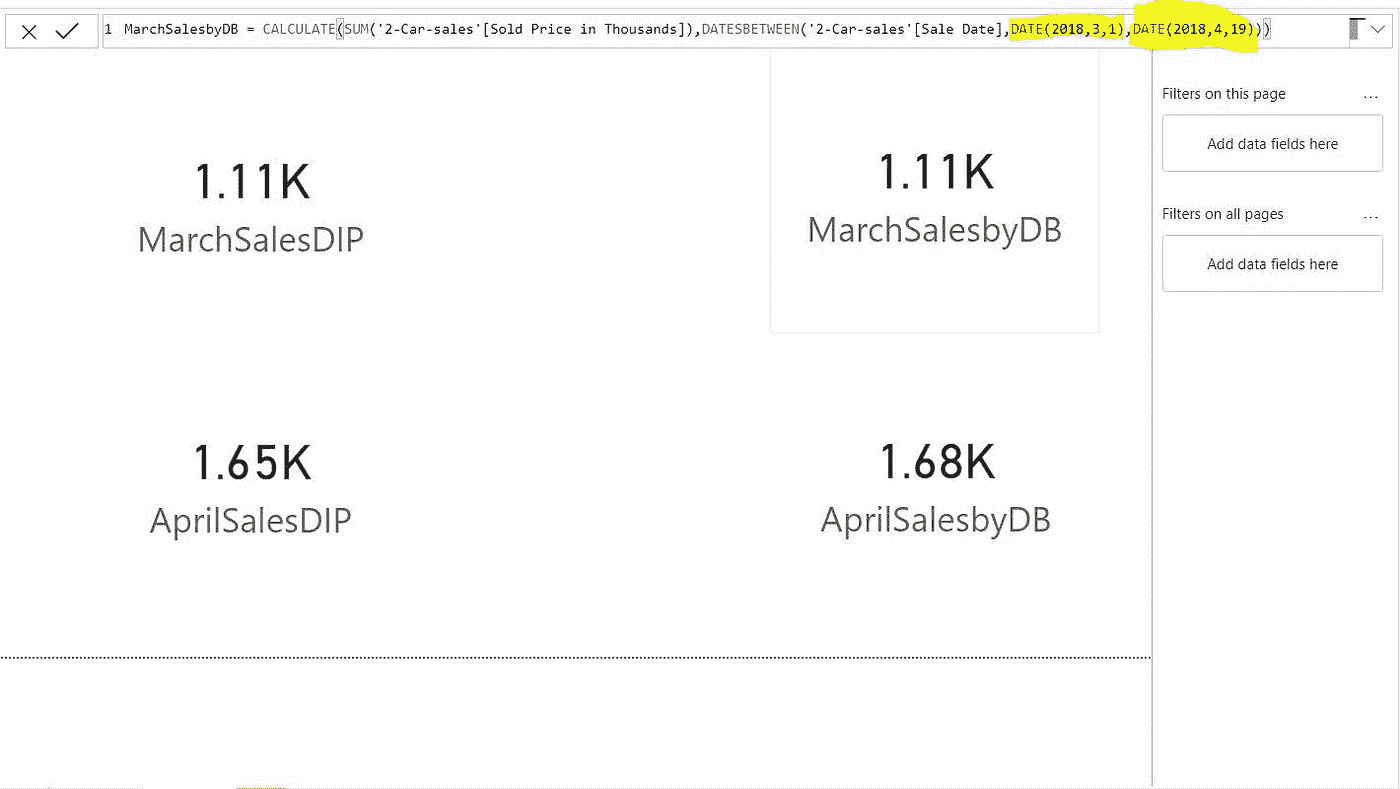 1 MarchSalesbyDB = CALCULATE(SUM('2-Car-sales'[Sold Price in Thousands]),DATESBETWEEN('2-Car-sales'[Sale Date],DATE(2018,3,1),DATE(2018,4,19)))
Filters on this page ...
Add data fields here
1.11K
MarchSalesDIP
1.11K
MarchSalesbyDB
Filters on all pages ...
Add data fields here
1.65K
AprilSalesDIP
1.68K
AprilSalesbyDB